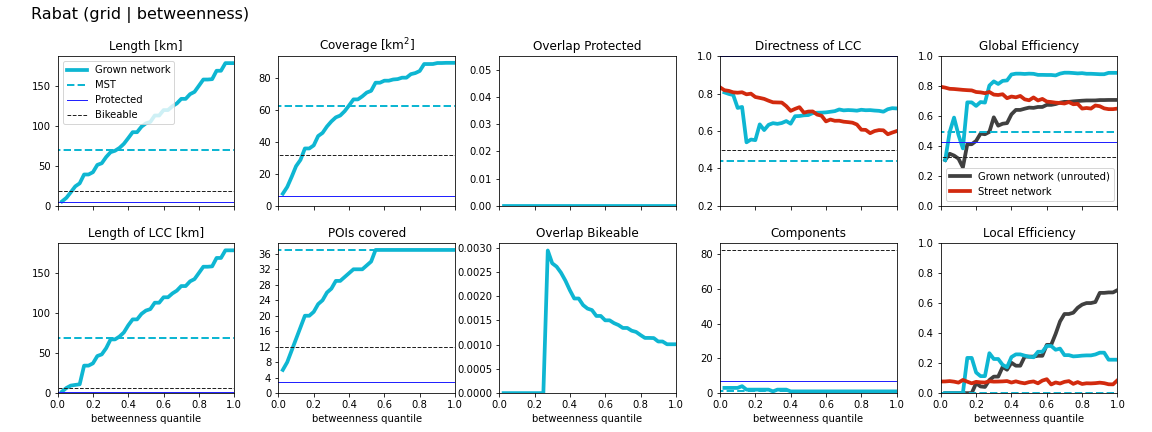 Rabat (grid | betweenness)
Length [km]
Coverage [km²]
Overlap Protected
Directness of LCC
Global Efficiency
Grown network
MST
Protected
Bikeable
0
50
100
150
0
20
40
60
80
0.00
0.01
0.02
0.03
0.04
0.05
0.2
0.4
0.6
0.8
1.0
0.0
0.2
0.4
0.6
0.8
1.0
Grown network (unrouted)
Street network
Length of LCC [km]
POIs covered
Overlap Bikeable
Components
Local Efficiency
0
50
100
150
0
4
8
12
16
20
24
28
32
36
0.0000
0.0005
0.0010
0.0015
0.0020
0.0025
0.0030
0
20
40
60
80
0.0
0.2
0.4
0.6
0.8
1.0
0.0 0.2 0.4 0.6 0.8 1.0
0.0 0.2 0.4 0.6 0.8 1.0
0.0 0.2 0.4 0.6 0.8 1.0
0.0 0.2 0.4 0.6 0.8 1.0
0.0 0.2 0.4 0.6 0.8 1.0
betweenness quantile
betweenness quantile
betweenness quantile
betweenness quantile
betweenness quantile